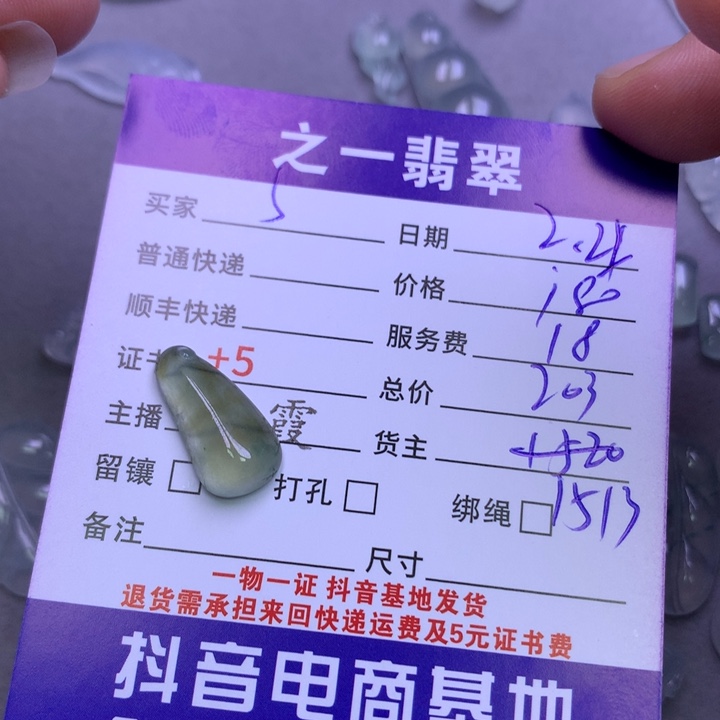 之一翡翠
买家 5 日期 2.24
普通快递 价格 180
顺丰快递 服务费 18
证书 +5 总价 203
主播 霞 货主
留镶 □ 打孔 □ 绑绳 □ 1513
备注 尺寸
一物一证 抖音基地发货
退货需承担来回快递运费及5元证书费
抖音电商基地